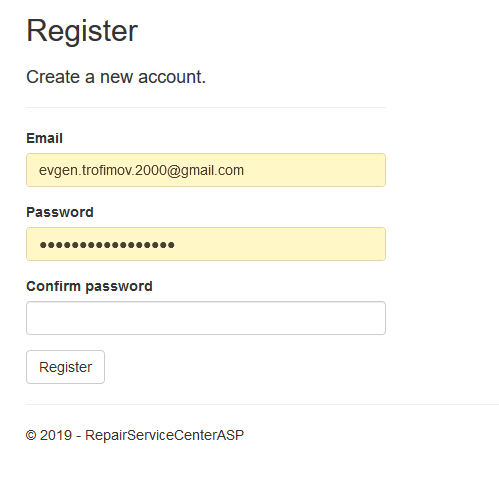 Register
Create a new account.
Email
evgen.trofimov.2000@gmail.com
Password
●●●●●●●●●●●●●●●●●
Confirm password
Register
© 2019 - RepairServiceCenterASP